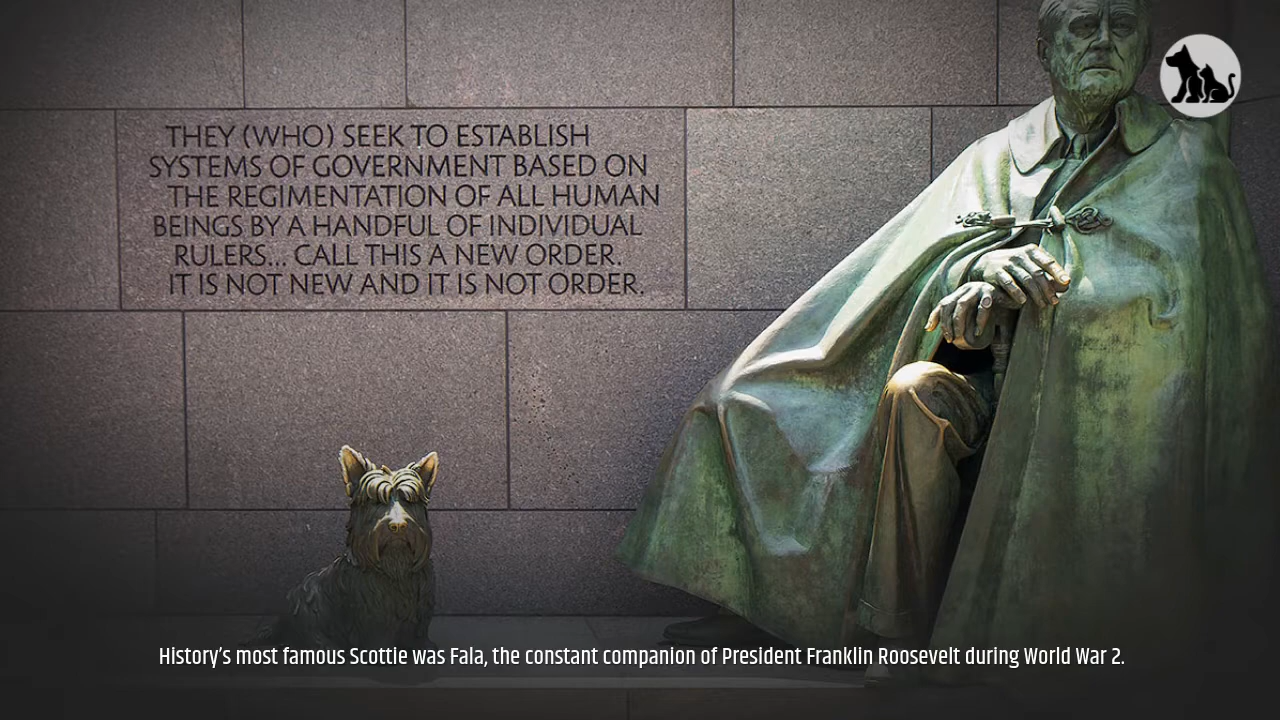 THEY (WHO) SEEK TO ESTABLISH
SYSTEMS OF GOVERNMENT BASED ON
THE REGIMENTATION OF ALL HUMAN
BEINGS BY A HANDFUL OF INDIVIDUAL
RULERS... CALL THIS A NEW ORDER.
IT IS NOT NEW AND IT IS NOT ORDER.
History's most famous Scottie was Fala, the constant companion of President Franklin Roosevelt during World War 2.